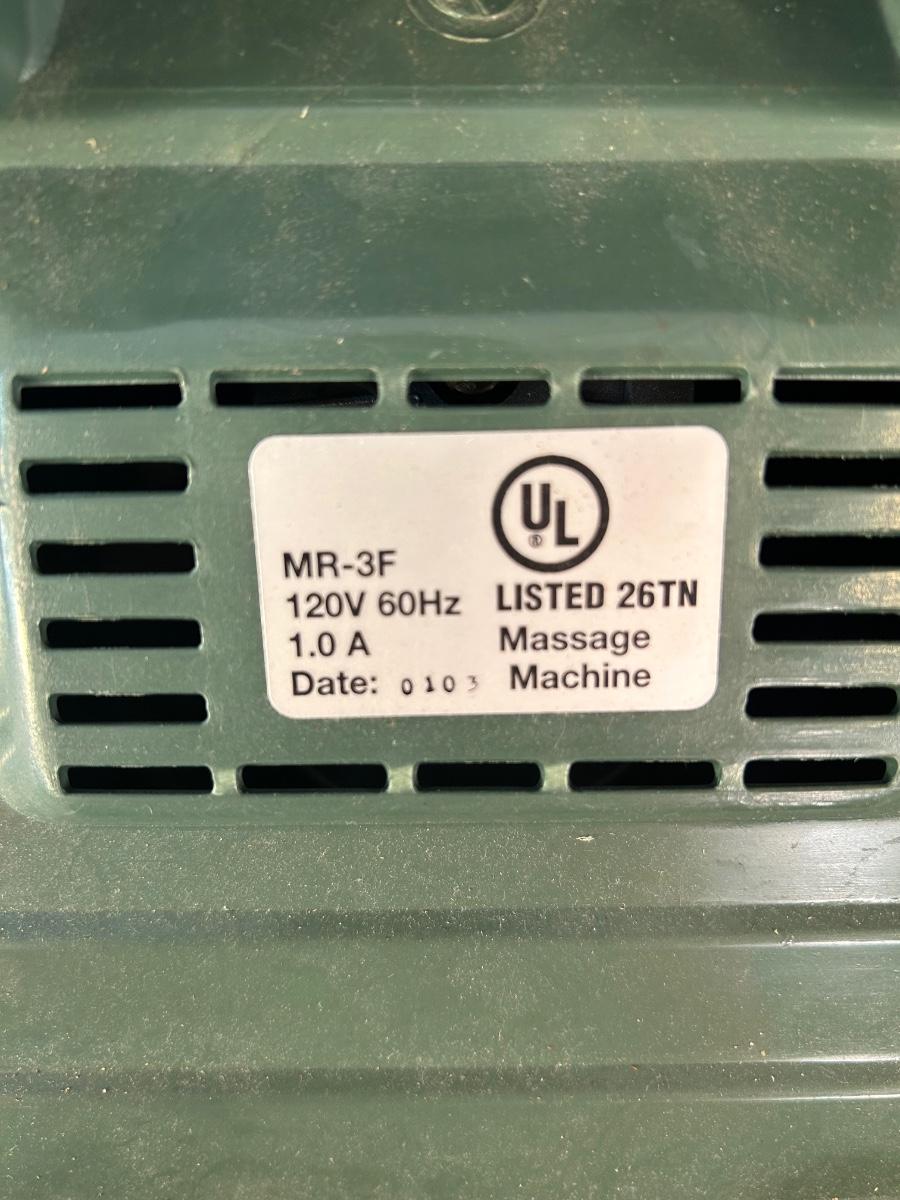 UL
®
MR-3F
120V 60Hz
1.0 A
Date: 0103
LISTED 26TN
Massage
Machine